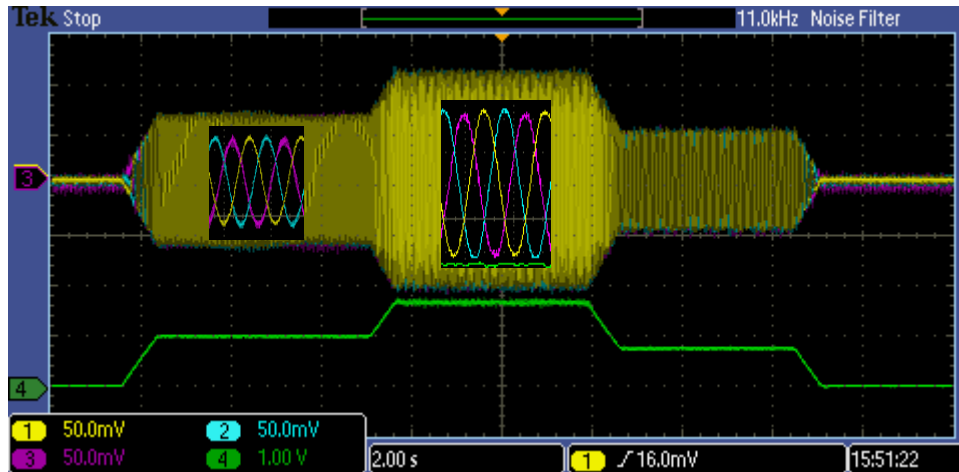 Tek Stop 11.0kHz Noise Filter
3
4
1 50.0mV 2 50.0mV
3 50.0mV 4 1.00 V 2.00 s 1 16.0mV 15:51:22